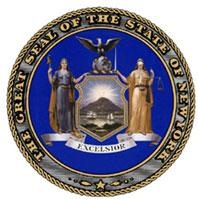 THE GREAT SEAL OF THE STATE OF NEW YORK
EXCELSIOR